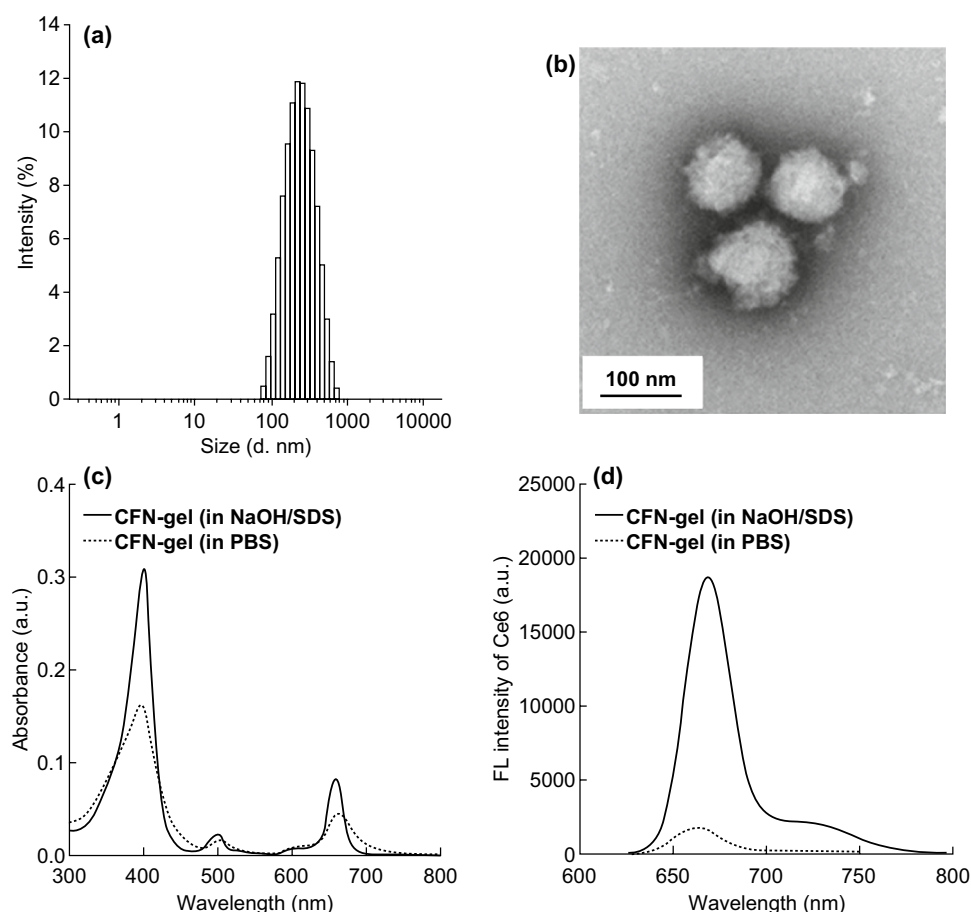 (a)
14
12
10
8
6
4
2
0
Intensity (%)
1 10 100 1000 10000
Size (d. nm)
(b)
100 nm
(c)
0.4
0.3
0.2
0.1
0.0
Absorbance (a.u.)
CFN-gel (in NaOH/SDS)
CFN-gel (in PBS)
300 400 500 600 700 800
Wavelength (nm)
(d)
25000
20000
15000
10000
5000
0
FL intensity of Ce6 (a.u.)
CFN-gel (in NaOH/SDS)
CFN-gel (in PBS)
600 650 700 750 800
Wavelength (nm)